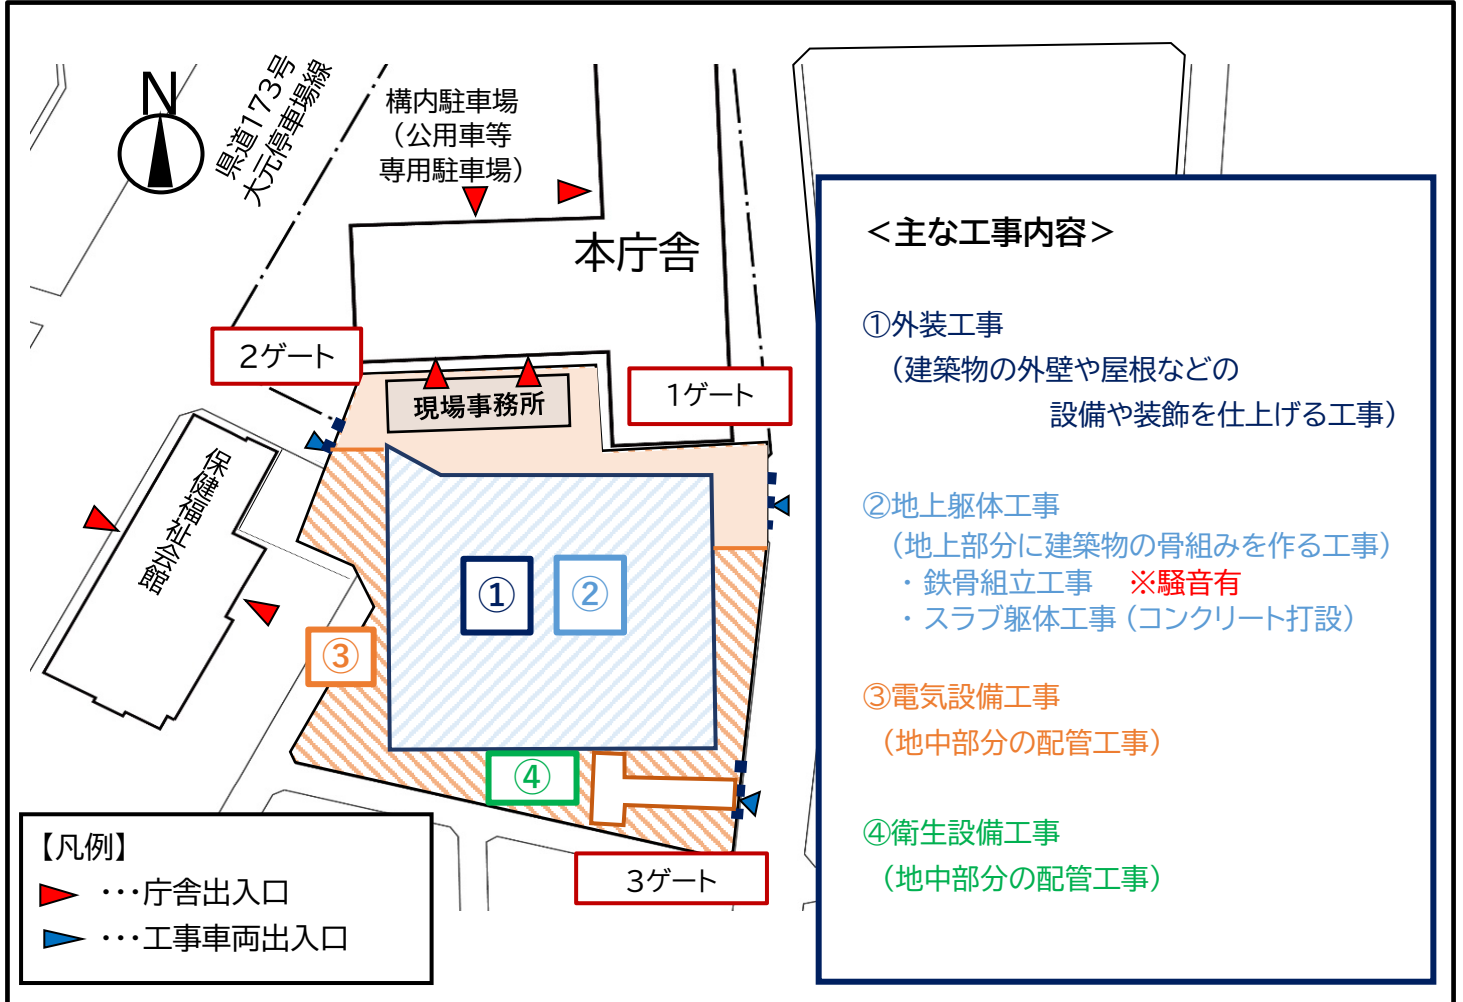 N
県道173号
大元停車場線
構内駐車場
（公用車等
専用駐車場）
本庁舎
2ゲート
1ゲート
現場事務所
保健福祉会館
①
②
③
④
3ゲート
【凡例】
・・・庁舎出入口
・・・工事車両出入口
＜主な工事内容＞
①外装工事
（建築物の外壁や屋根などの
設備や装飾を仕上げる工事）
②地上躯体工事
（地上部分に建築物の骨組みを作る工事）
・鉄骨組立工事　※騒音有
・スラブ躯体工事（コンクリート打設）
③電気設備工事
（地中部分の配管工事）
④衛生設備工事
（地中部分の配管工事）